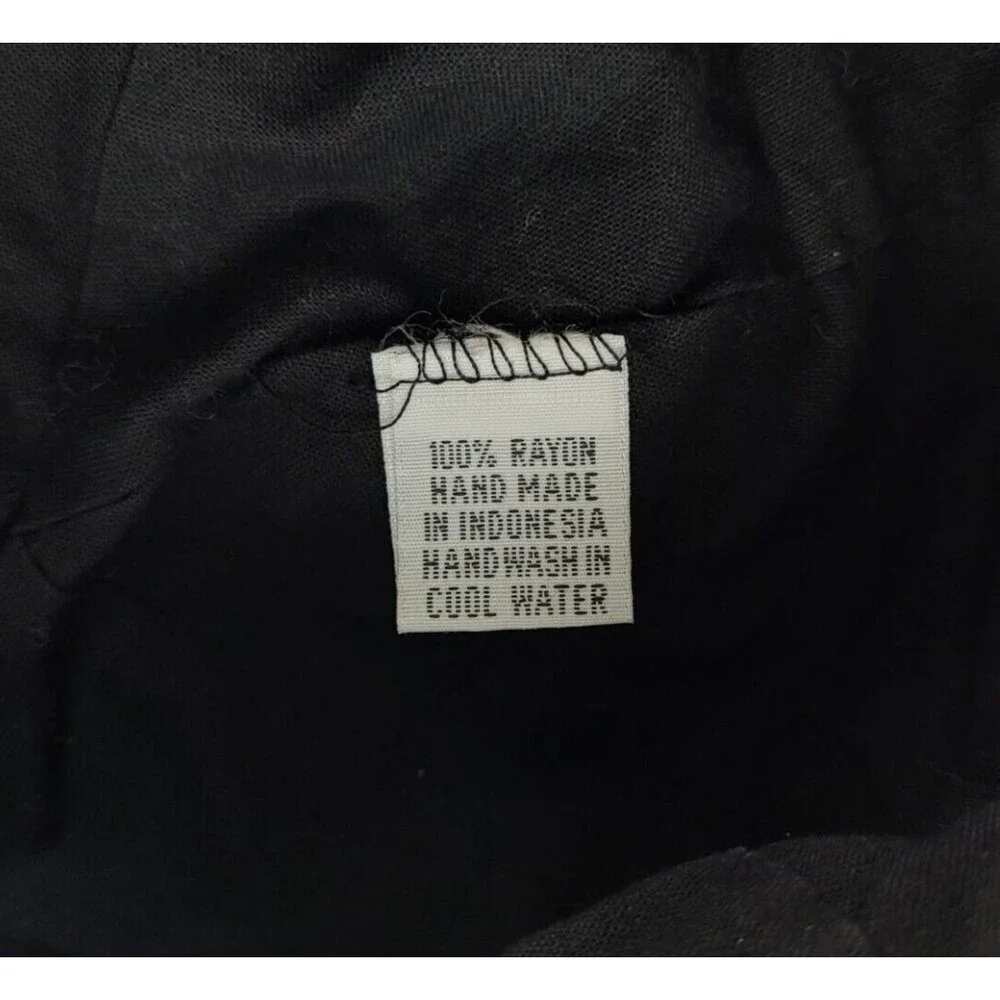 100% RAYON
HAND MADE
IN INDONESIA
HANDWASH IN
COOL WATER